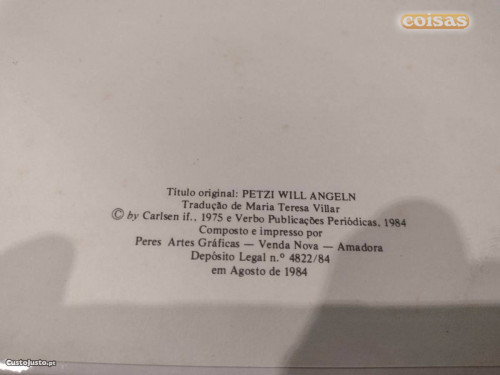 coisas
Título original: PETZI WILL ANGELN
Tradução de Maria Teresa Villar
© by Carlsen if., 1975 e Verbo Publicações Periódicas, 1984
Composto e impresso por
Peres Artes Gráficas — Venda Nova — Amadora
Depósito Legal n.º 4822/84
em Agosto de 1984
CustoJusto.pt